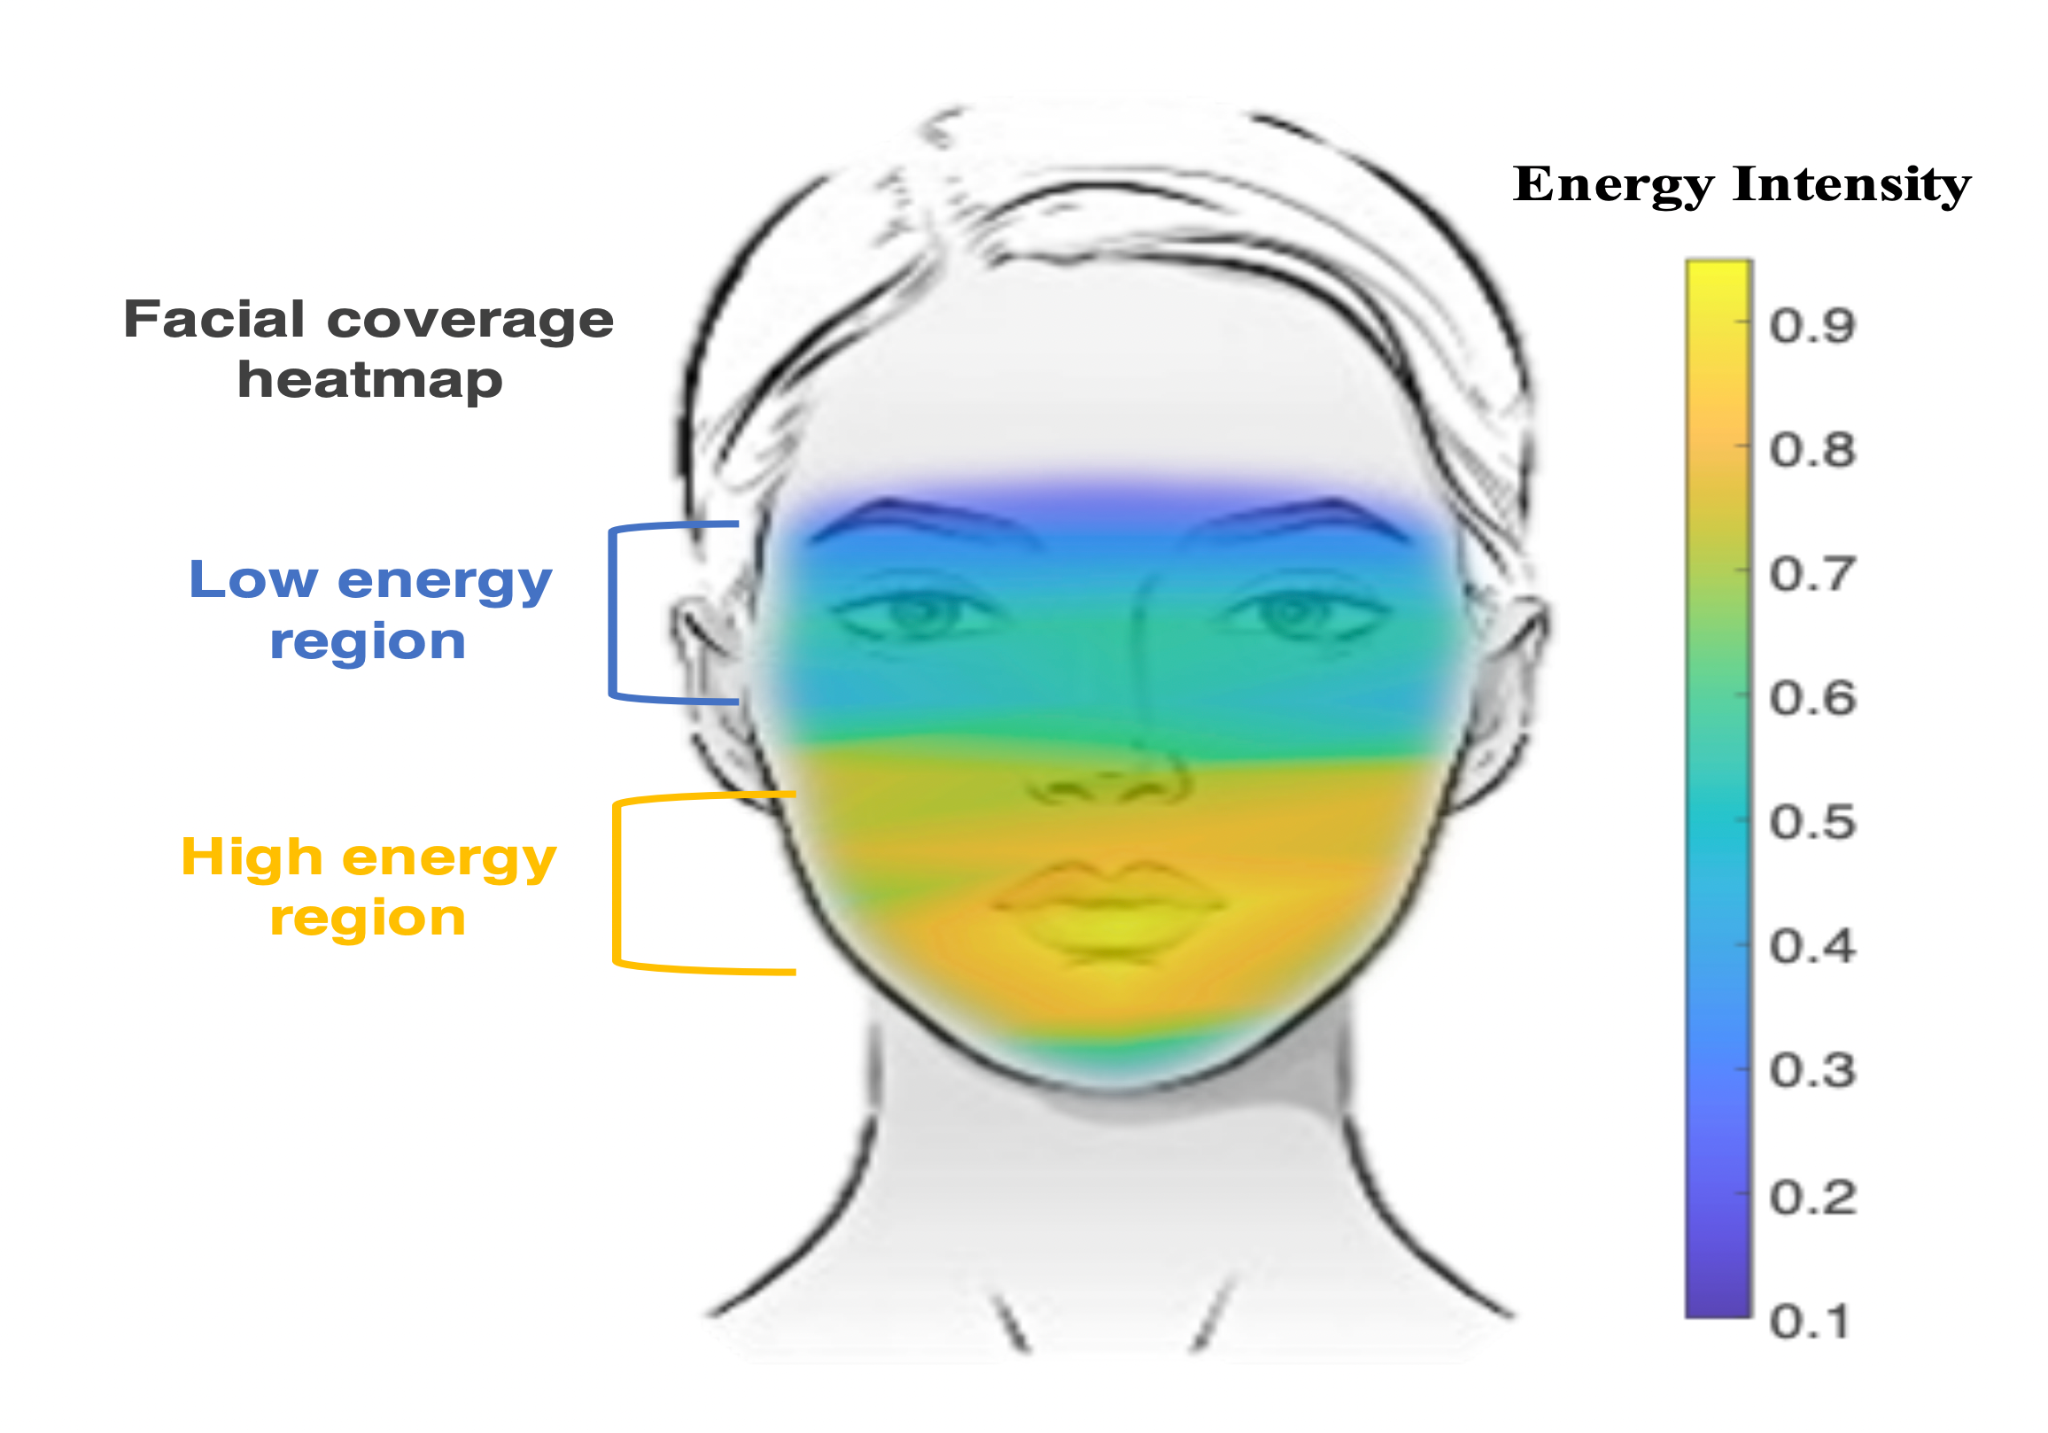 Energy Intensity
Facial coverage
heatmap
Low energy
region
High energy
region
0.9
0.8
0.7
0.6
0.5
0.4
0.3
0.2
0.1